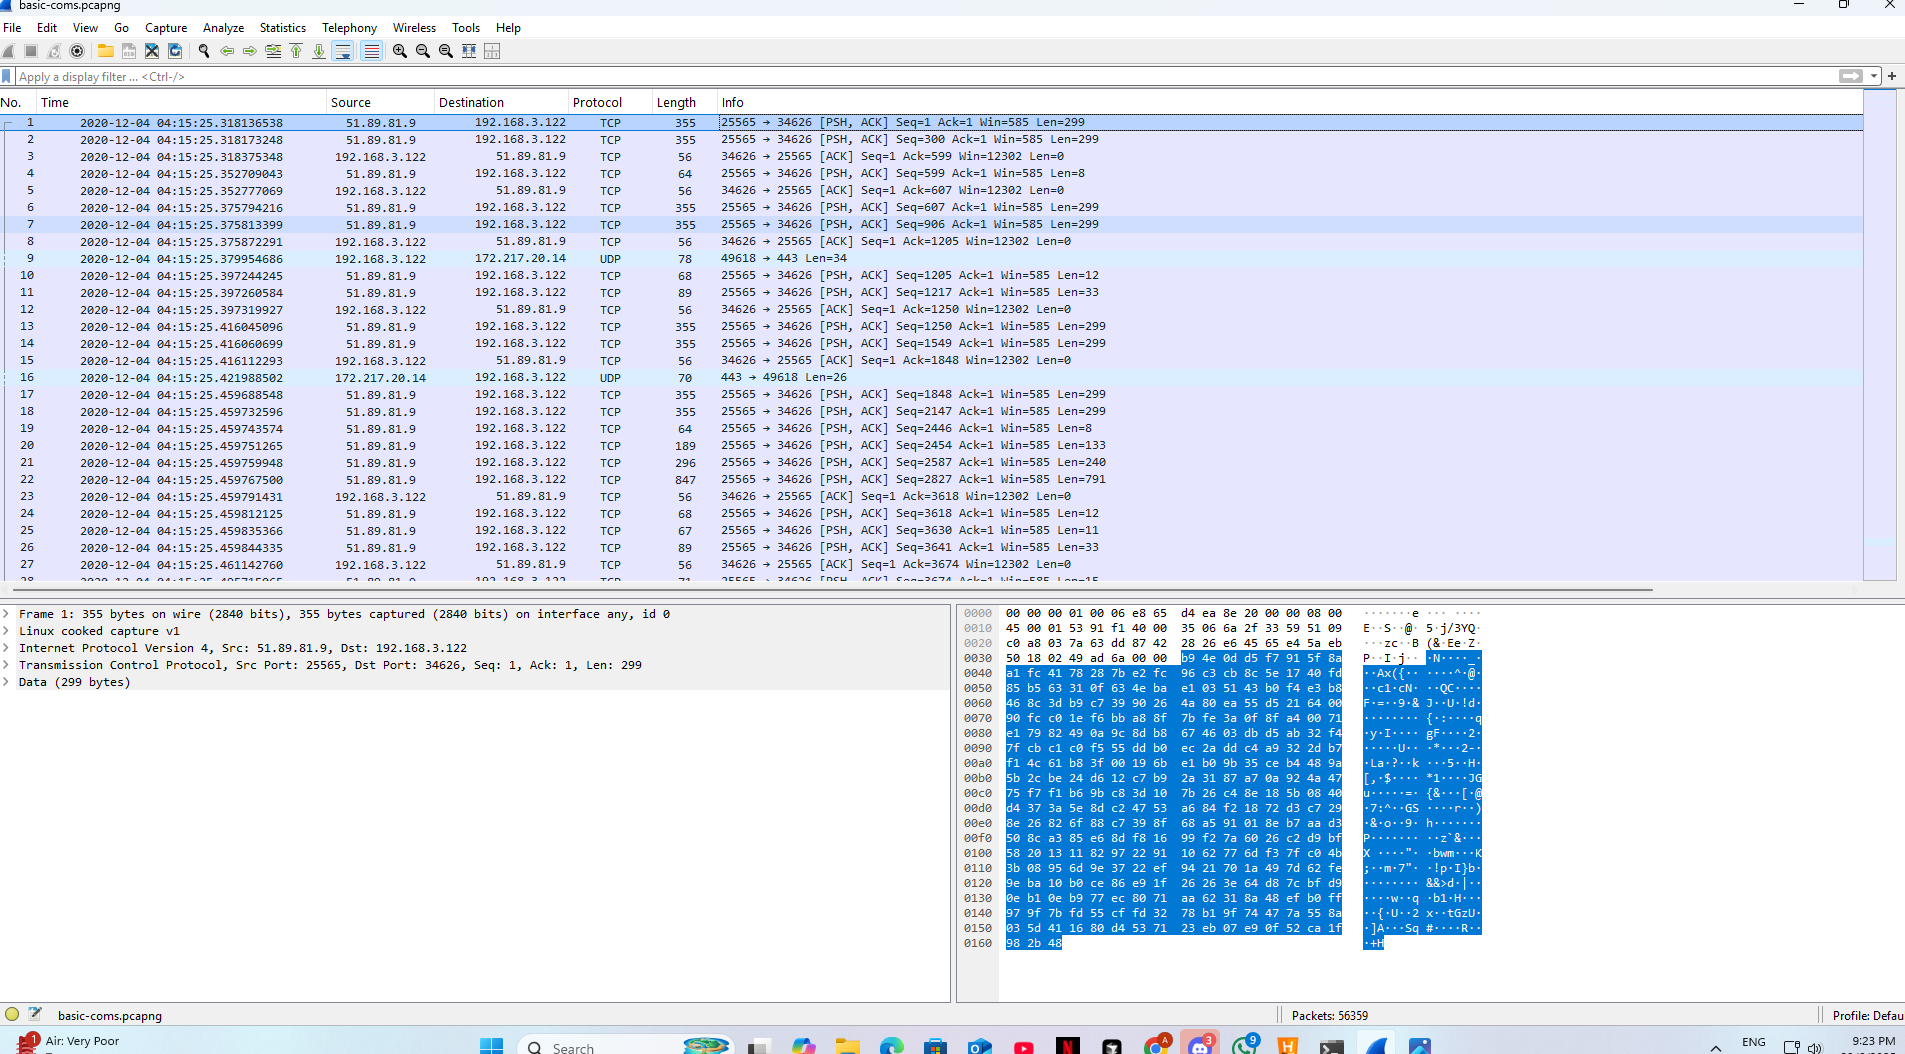 basic-coms.pcapng
File Edit View Go Capture Analyze Statistics Telephony Wireless Tools Help
Apply a display filter ... <Ctrl-/>
No. Time Source Destination Protocol Length Info
1 2020-12-04 04:15:25.318136538 51.89.81.9 192.168.3.122 TCP 355 25565 → 34626 [PSH, ACK] Seq=1 Ack=1 Win=585 Len=299
2 2020-12-04 04:15:25.318173248 51.89.81.9 192.168.3.122 TCP 355 25565 → 34626 [PSH, ACK] Seq=300 Ack=1 Win=585 Len=299
3 2020-12-04 04:15:25.318375348 192.168.3.122 51.89.81.9 TCP 56 34626 → 25565 [ACK] Seq=1 Ack=599 Win=12302 Len=0
4 2020-12-04 04:15:25.352709043 51.89.81.9 192.168.3.122 TCP 64 25565 → 34626 [PSH, ACK] Seq=599 Ack=1 Win=585 Len=8
5 2020-12-04 04:15:25.352777069 192.168.3.122 51.89.81.9 TCP 56 34626 → 25565 [ACK] Seq=1 Ack=607 Win=12302 Len=0
6 2020-12-04 04:15:25.375794216 51.89.81.9 192.168.3.122 TCP 355 25565 → 34626 [PSH, ACK] Seq=607 Ack=1 Win=585 Len=299
7 2020-12-04 04:15:25.375813399 51.89.81.9 192.168.3.122 TCP 355 25565 → 34626 [PSH, ACK] Seq=906 Ack=1 Win=585 Len=299
8 2020-12-04 04:15:25.375872291 192.168.3.122 51.89.81.9 TCP 56 34626 → 25565 [ACK] Seq=1 Ack=1205 Win=12302 Len=0
9 2020-12-04 04:15:25.379954686 192.168.3.122 172.217.20.14 UDP 78 49618 → 443 Len=34
10 2020-12-04 04:15:25.397244245 51.89.81.9 192.168.3.122 TCP 68 25565 → 34626 [PSH, ACK] Seq=1205 Ack=1 Win=585 Len=12
11 2020-12-04 04:15:25.397260584 51.89.81.9 192.168.3.122 TCP 89 25565 → 34626 [PSH, ACK] Seq=1217 Ack=1 Win=585 Len=33
12 2020-12-04 04:15:25.397319927 192.168.3.122 51.89.81.9 TCP 56 34626 → 25565 [ACK] Seq=1 Ack=1250 Win=12302 Len=0
13 2020-12-04 04:15:25.416045096 51.89.81.9 192.168.3.122 TCP 355 25565 → 34626 [PSH, ACK] Seq=1250 Ack=1 Win=585 Len=299
14 2020-12-04 04:15:25.416060699 51.89.81.9 192.168.3.122 TCP 355 25565 → 34626 [PSH, ACK] Seq=1549 Ack=1 Win=585 Len=299
15 2020-12-04 04:15:25.416112293 192.168.3.122 51.89.81.9 TCP 56 34626 → 25565 [ACK] Seq=1 Ack=1848 Win=12302 Len=0
16 2020-12-04 04:15:25.421988502 172.217.20.14 192.168.3.122 UDP 70 443 → 49618 Len=26
17 2020-12-04 04:15:25.459688548 51.89.81.9 192.168.3.122 TCP 355 25565 → 34626 [PSH, ACK] Seq=1848 Ack=1 Win=585 Len=299
18 2020-12-04 04:15:25.459732596 51.89.81.9 192.168.3.122 TCP 355 25565 → 34626 [PSH, ACK] Seq=2147 Ack=1 Win=585 Len=299
19 2020-12-04 04:15:25.459743574 51.89.81.9 192.168.3.122 TCP 64 25565 → 34626 [PSH, ACK] Seq=2446 Ack=1 Win=585 Len=8
20 2020-12-04 04:15:25.459751265 51.89.81.9 192.168.3.122 TCP 189 25565 → 34626 [PSH, ACK] Seq=2454 Ack=1 Win=585 Len=133
21 2020-12-04 04:15:25.459759948 51.89.81.9 192.168.3.122 TCP 296 25565 → 34626 [PSH, ACK] Seq=2587 Ack=1 Win=585 Len=240
22 2020-12-04 04:15:25.459767500 51.89.81.9 192.168.3.122 TCP 847 25565 → 34626 [PSH, ACK] Seq=2827 Ack=1 Win=585 Len=791
23 2020-12-04 04:15:25.459791431 192.168.3.122 51.89.81.9 TCP 56 34626 → 25565 [ACK] Seq=1 Ack=3618 Win=12302 Len=0
24 2020-12-04 04:15:25.459812125 51.89.81.9 192.168.3.122 TCP 68 25565 → 34626 [PSH, ACK] Seq=3618 Ack=1 Win=585 Len=12
25 2020-12-04 04:15:25.459835366 51.89.81.9 192.168.3.122 TCP 67 25565 → 34626 [PSH, ACK] Seq=3630 Ack=1 Win=585 Len=11
26 2020-12-04 04:15:25.459844335 51.89.81.9 192.168.3.122 TCP 89 25565 → 34626 [PSH, ACK] Seq=3641 Ack=1 Win=585 Len=33
27 2020-12-04 04:15:25.461142760 192.168.3.122 51.89.81.9 TCP 56 34626 → 25565 [ACK] Seq=1 Ack=3674 Win=12302 Len=0
Frame 1: 355 bytes on wire (2840 bits), 355 bytes captured (2840 bits) on interface any, id 0
Linux cooked capture v1
Internet Protocol Version 4, Src: 51.89.81.9, Dst: 192.168.3.122
Transmission Control Protocol, Src Port: 25565, Dst Port: 34626, Seq: 1, Ack: 1, Len: 299
Data (299 bytes)
0000 00 00 00 01 00 06 e8 65 d4 ea 8e 20 00 00 08 00 ·······e ··· ····
0010 45 00 01 53 91 f1 40 00 35 06 6a 2f 33 59 51 09 E··S··@· 5·j/3YQ·
0020 c0 a8 03 7a 63 dd 87 42 28 26 e6 45 65 e4 5a eb ···zc··B (&·Ee·Z·
0030 50 18 02 49 ad 6a 00 00 b9 4e 0d d5 f7 91 5f 8a P··I·j·· ·N····_·
0040 a1 fc 41 78 28 7b e2 fc 96 c3 cb 8c 5e 17 40 fd ··Ax({·· ····^·@·
0050 85 b5 63 31 0f 63 4e ba e1 03 51 43 b0 f4 e3 b8 ··c1·cN· ··QC····
0060 46 8c 3d b9 c7 39 90 26 4a 80 ea 55 d5 21 64 00 F·=··9·& J··U·!d·
0070 90 fc c0 1e f6 bb a8 8f 7b fe 3a 0f 8f a4 00 71 ········ {·:····q
0080 e1 79 82 49 0a 9c 8d b8 67 46 03 db d5 ab 32 f4 ·y·I···· gF····2·
0090 7f cb c1 c0 f5 55 dd b0 ec 2a dd c4 a9 32 2d b7 ·····U·· ·*···2-·
00a0 f1 4c 61 b8 3f 00 19 6b e1 b0 9b 35 ce b4 48 9a ·La·?··k ···5··H·
00b0 5b 2c be 24 d6 12 c7 b9 2a 31 87 a7 0a 92 4a 47 [,·$···· *1····JG
00c0 75 f7 f1 b6 9b c8 3d 10 7b 26 c4 8e 18 5b 08 40 u·····=· {&···[·@
00d0 d4 37 3a 5e 8d c2 47 53 a6 84 f2 18 72 d3 c7 29 ·7:^··GS ····r··)
00e0 8e 26 82 6f 88 c7 39 8f 68 a5 91 01 8e b7 aa d3 ·&·o··9· h·······
00f0 50 8c a3 85 e6 8d f8 16 99 f2 7a 60 26 c2 d9 bf P······· ··z`&···
0100 58 20 13 11 82 97 22 91 10 62 77 6d f3 7f c0 4b X ····"· ·bwm···K
0110 3b 08 95 6d 9e 37 22 ef 94 21 70 1a 49 7d 62 fe ;··m·7"· ·!p·I}b·
0120 9e ba 10 b0 ce 86 e9 1f 26 26 3e 64 d8 7c bf d9 ········ &&>d·|··
0130 0e b1 0e b9 77 ec 80 71 aa 62 31 8a 48 ef b0 ff ····w··q ·b1·H···
0140 97 9f 7b fd 55 cf fd 32 78 b1 9f 74 47 7a 55 8a ··{·U··2 x··tGzU·
0150 03 5d 41 16 80 d4 53 71 23 eb 07 e9 0f 52 ca 1f ·]A···Sq #····R··
0160 98 2b 48 ·+H
basic-coms.pcapng Packets: 56359 Profile: Defau
1 Air: Very Poor
Search
A 3 9
ENG 9:23 PM